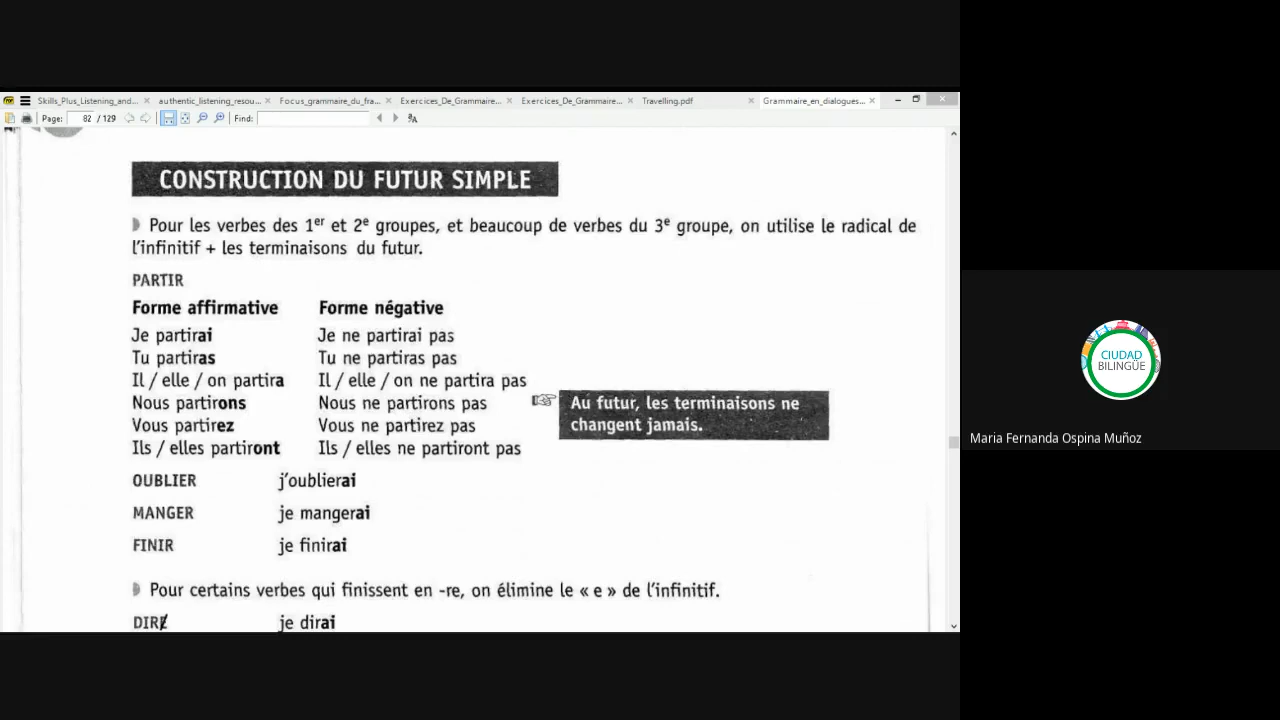 Skills_Plus_Listening_and...
authentic_listening_resou...
Focus_grammaire_du_fra...
Exercices_De_Grammaire...
Exercices_De_Grammaire...
Travelling.pdf
Grammaire_en_dialogues...
Page: 82 / 129
Find:
CONSTRUCTION DU FUTUR SIMPLE
Pour les verbes des 1er et 2e groupes, et beaucoup de verbes du 3e groupe, on utilise le radical de
l'infinitif + les terminaisons du futur.
PARTIR
Forme affirmative Forme négative
Je partirai Je ne partirai pas
Tu partiras Tu ne partiras pas
Il / elle / on partira Il / elle / on ne partira pas
Nous partirons Nous ne partirons pas
Vous partirez Vous ne partirez pas
Ils / elles partiront Ils / elles ne partiront pas
Au futur, les terminaisons ne
changent jamais.
OUBLIER j'oublierai
MANGER je mangerai
FINIR je finirai
Pour certains verbes qui finissent en -re, on élimine le « e » de l'infinitif.
DIRE je dirai
CIUDAD
BILINGÜE
Maria Fernanda Ospina Muñoz